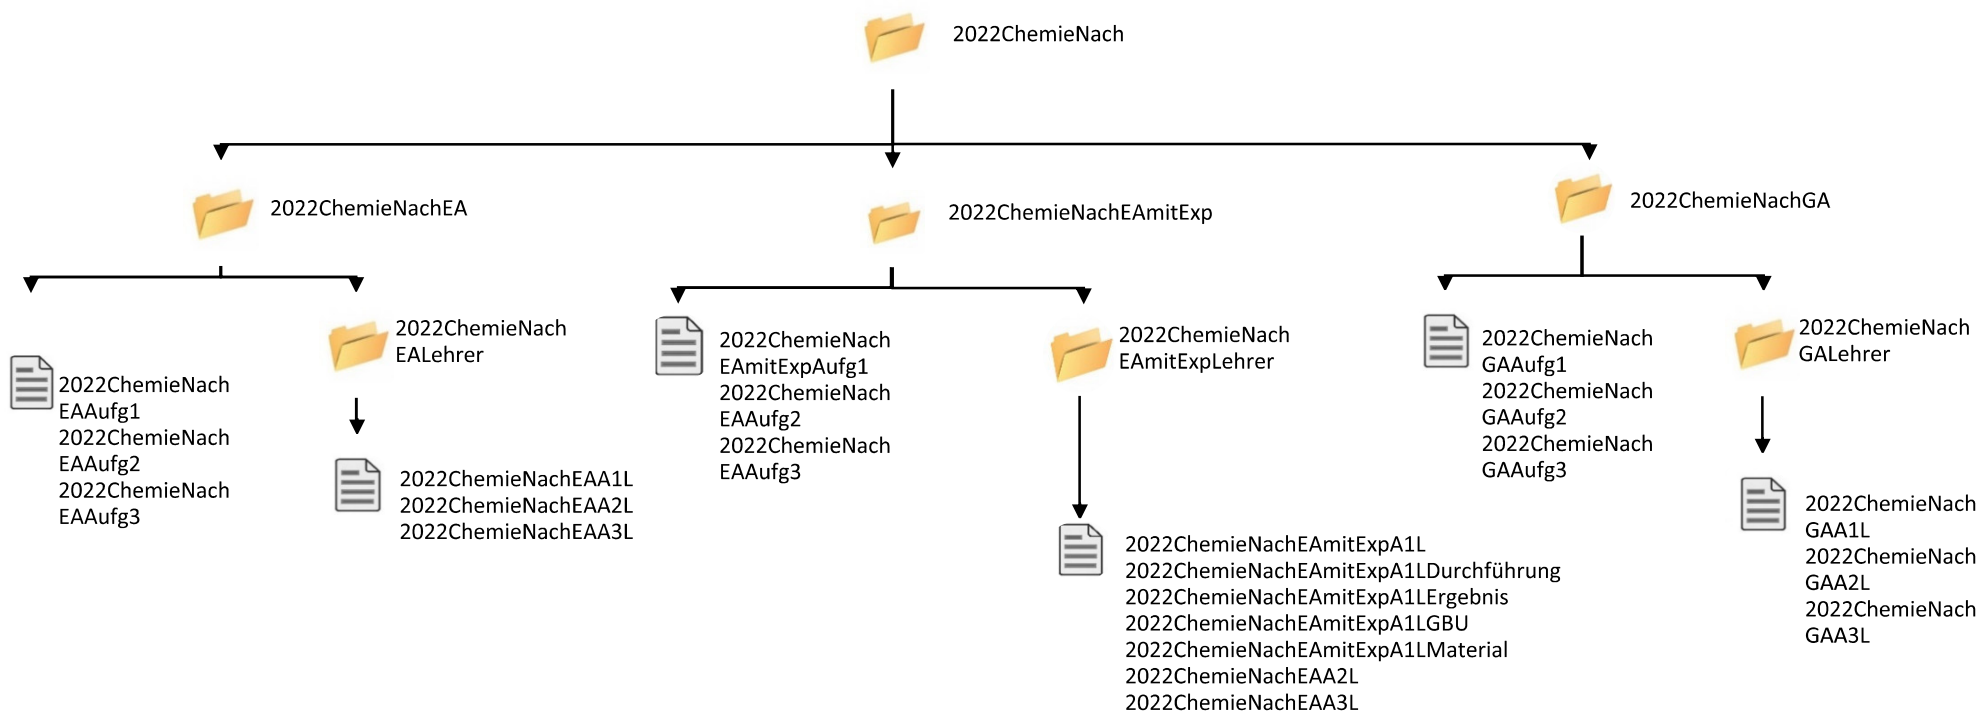 2022ChemieNach
2022ChemieNachEA
2022ChemieNachEAmitExp
2022ChemieNachGA
2022ChemieNach
EAAufg1
2022ChemieNach
EAAufg2
2022ChemieNach
EAAufg3
2022ChemieNach
EALehrer
2022ChemieNachEAA1L
2022ChemieNachEAA2L
2022ChemieNachEAA3L
2022ChemieNach
EAmitExpAufg1
2022ChemieNach
EAAufg2
2022ChemieNach
EAAufg3
2022ChemieNach
EAmitExpLehrer
2022ChemieNachEAmitExpA1L
2022ChemieNachEAmitExpA1LDurchführung
2022ChemieNachEAmitExpA1LErgebnis
2022ChemieNachEAmitExpA1LGBU
2022ChemieNachEAmitExpA1LMaterial
2022ChemieNachEAA2L
2022ChemieNachEAA3L
2022ChemieNach
GAAufg1
2022ChemieNach
GAAufg2
2022ChemieNach
GAAufg3
2022ChemieNach
GALehrer
2022ChemieNach
GAA1L
2022ChemieNach
GAA2L
2022ChemieNach
GAA3L